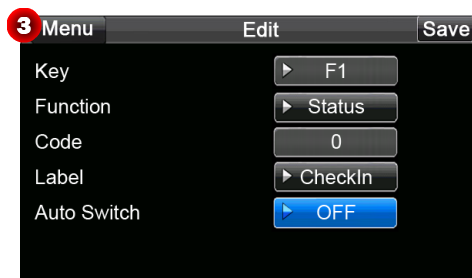 3 Menu Edit Save
Key F1
Function Status
Code 0
Label CheckIn
Auto Switch OFF